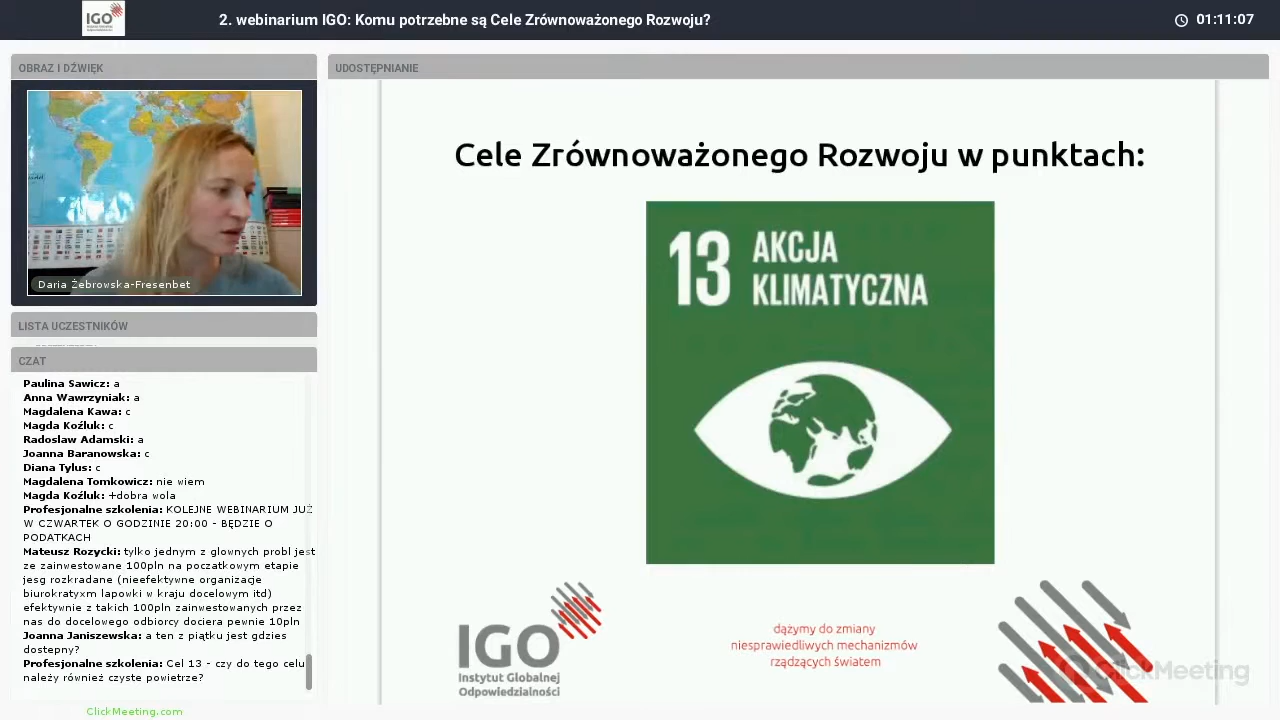 IGO
2. webinarium IGO: Komu potrzebne są Cele Zrównoważonego Rozwoju?
01:11:07
OBRAZ I DŹWIĘK
Daria Żebrowska-Fresenbet
LISTA UCZESTNIKÓW
CZAT
Paulina Sawicz: a
Anna Wawrzyniak: a
Magdalena Kawa: c
Magda Koźluk: c
Radoslaw Adamski: a
Joanna Baranowska: c
Diana Tylus: c
Magdalena Tomkowicz: nie wiem
Magda Koźluk: +dobra wola
Profesjonalne szkolenia: KOLEJNE WEBINARIUM JUŻ
W CZWARTEK O GODZINIE 20:00 - BĘDZIE O
PODATKACH
Mateusz Rozycki: tylko jednym z glownych probl jest
ze zainwestowane 100pln na poczatkowym etapie
jesg rozkradane (nieefektywne organizacje
biurokratyxm lapowki w kraju docelowym itd)
efektywnie z takich 100pln zainwestowanych przez
nas do docelowego odbiorcy dociera pewnie 10pln
Joanna Janiszewska: a ten z piątku jest gdzies
dostepny?
Profesjonalne szkolenia: Cel 13 - czy do tego celu
należy również czyste powietrze?
ClickMeeting.com
UDOSTĘPNIANIE
Cele Zrównoważonego Rozwoju w punktach:
13 AKCJA
KLIMATYCZNA
IGO
Instytut Globalnej
Odpowiedzialności
dążymy do zmiany
niesprawiedliwych mechanizmów
rządzących światem
ClickMeeting